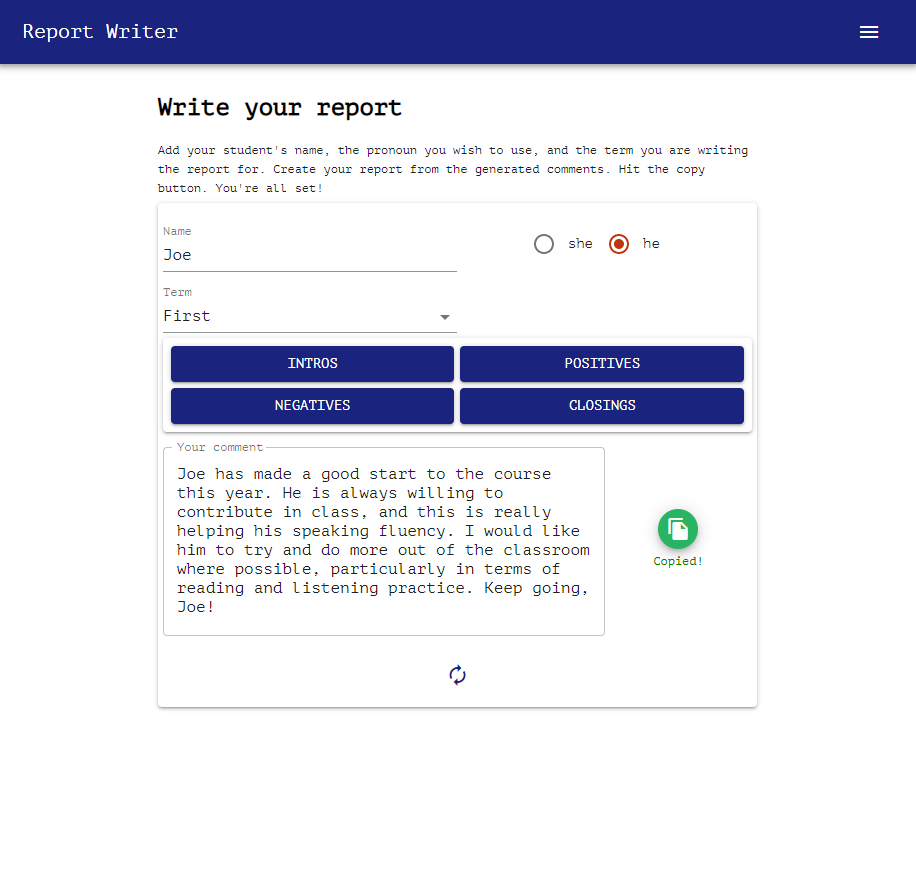 Report Writer
Write your report
Add your student's name, the pronoun you wish to use, and the term you are writing
the report for. Create your report from the generated comments. Hit the copy
button. You're all set!
Name
Joe
she
he
Term
First
INTROS
POSITIVES
NEGATIVES
CLOSINGS
Your comment
Joe has made a good start to the course
this year. He is always willing to
contribute in class, and this is really
helping his speaking fluency. I would like
him to try and do more out of the classroom
where possible, particularly in terms of
reading and listening practice. Keep going,
Joe!
Copied!